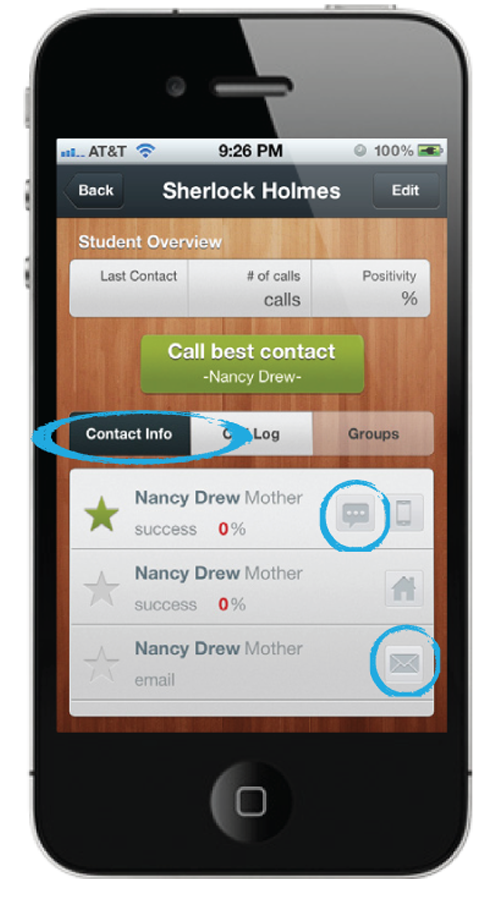 AT&T 9:26 PM 100%
Back Sherlock Holmes Edit
Student Overview
Last Contact # of calls Positivity
calls %
Call best contact
-Nancy Drew-
Contact Info Log Groups
Nancy Drew Mother
success 0%
Nancy Drew Mother
success 0%
Nancy Drew Mother
email